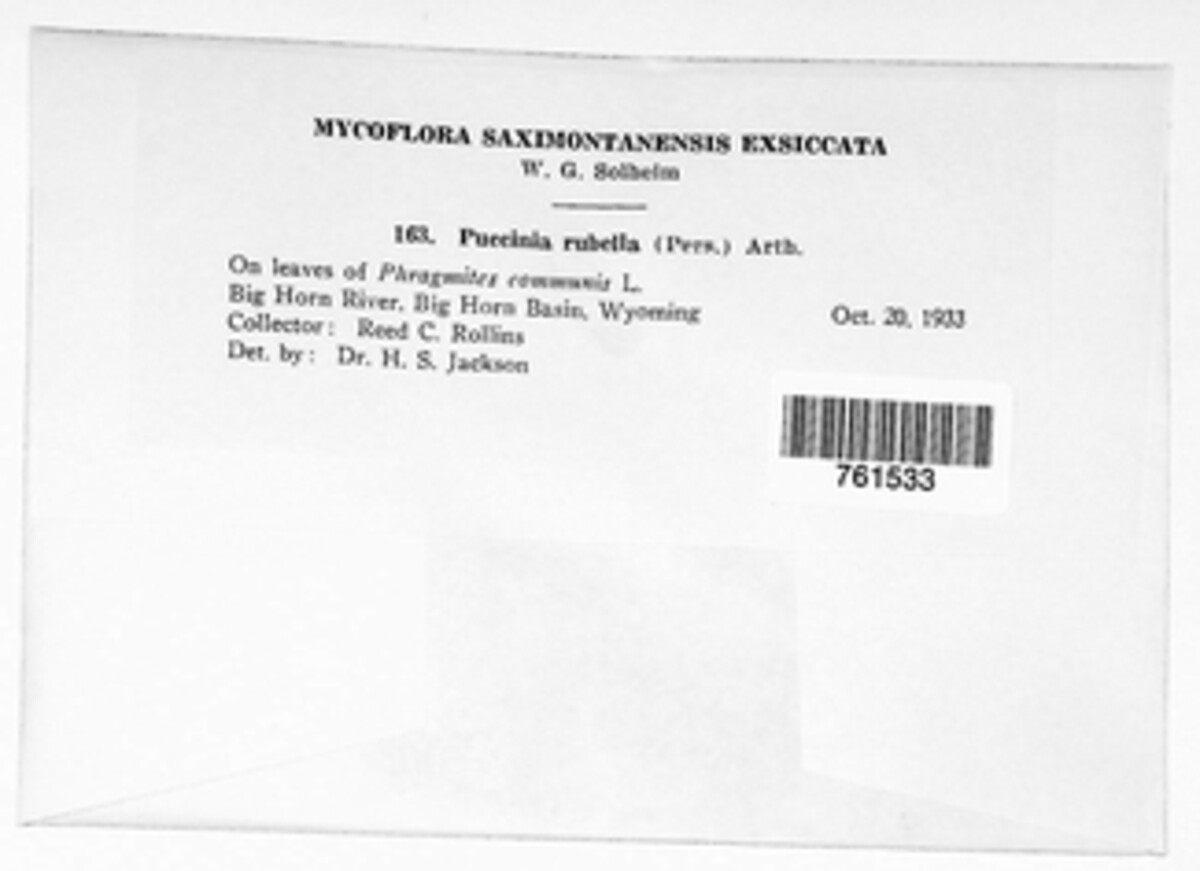 MYCOFLORA SAXIMONTANENSIS EXSICCATA
W. G. Solheim
163. Puccinia rubella (Pers.) Arth.
On leaves of Phragmites communis L.
Big Horn River, Big Horn Basin, Wyoming Oct. 20, 1933
Collector: Reed C. Rollins
Det. by: Dr. H. S. Jackson
761533